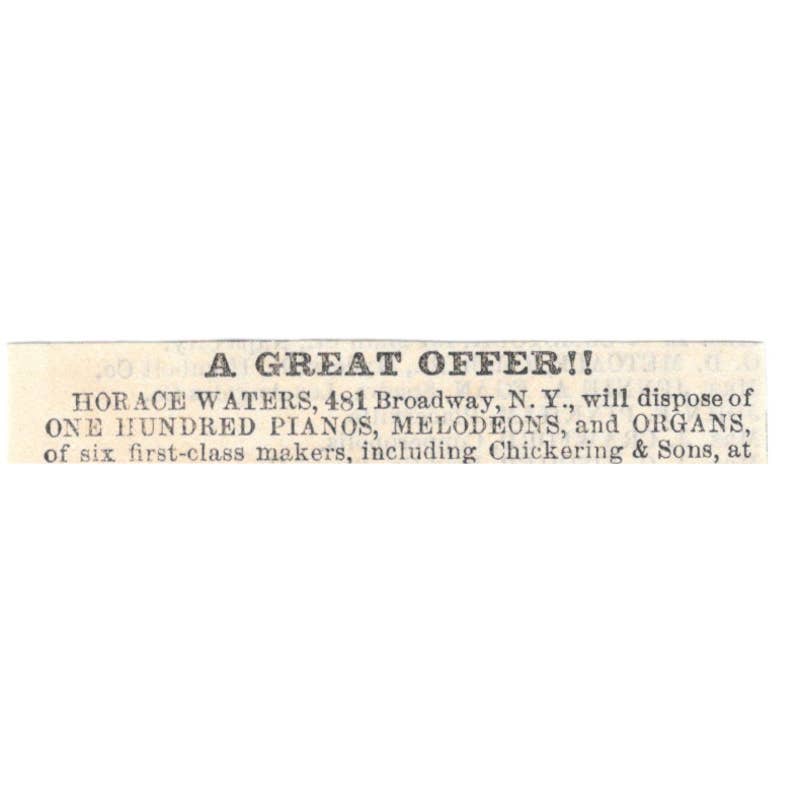 A GREAT OFFER!!
HORACE WATERS, 481 Broadway, N. Y., will dispose of
ONE HUNDRED PIANOS, MELODEONS, and ORGANS,
of six first-class makers, including Chickering & Sons, at